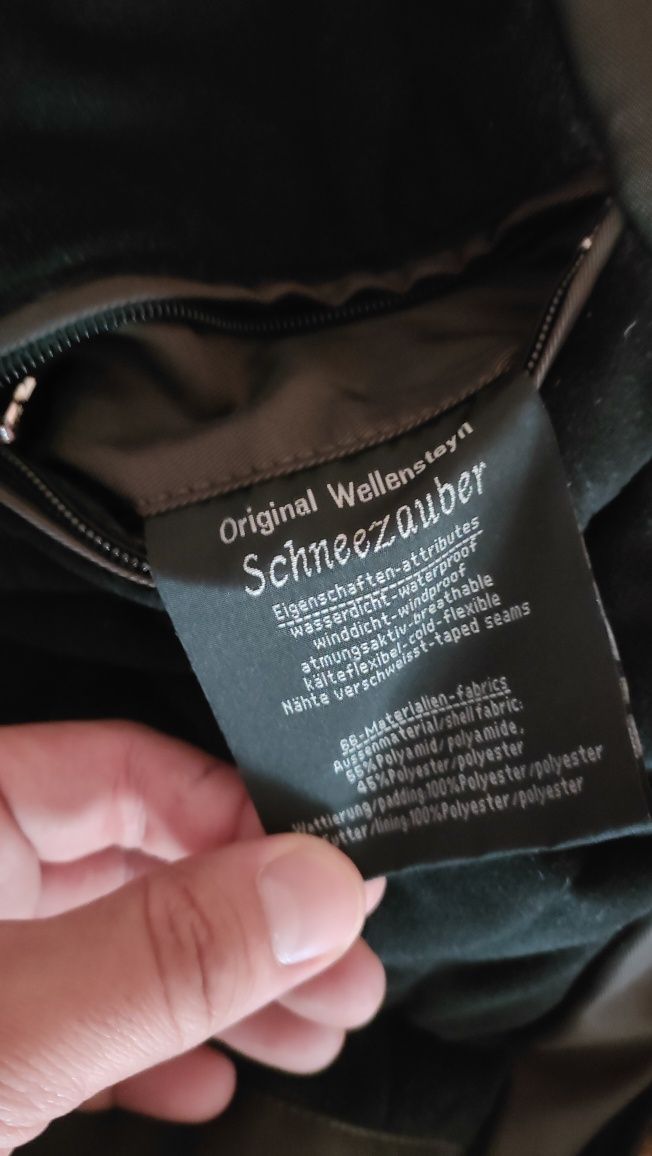 Original Wellensteyn
Schneezauber
Eigenschaften-attributes
wasserdicht-waterproof
winddicht-windproof
atmungsaktiv-breathable
kälteflexibel-cold-flexible
Nähte verschweisst-taped seams
66-Materialien-fabrics
Aussenmaterial/shell fabric:
55%Polyamid/polyamide.
45%Polyester/polyester
Wattierung/padding,100%Polyester/polyester
/lining,100%Polyester/polyester